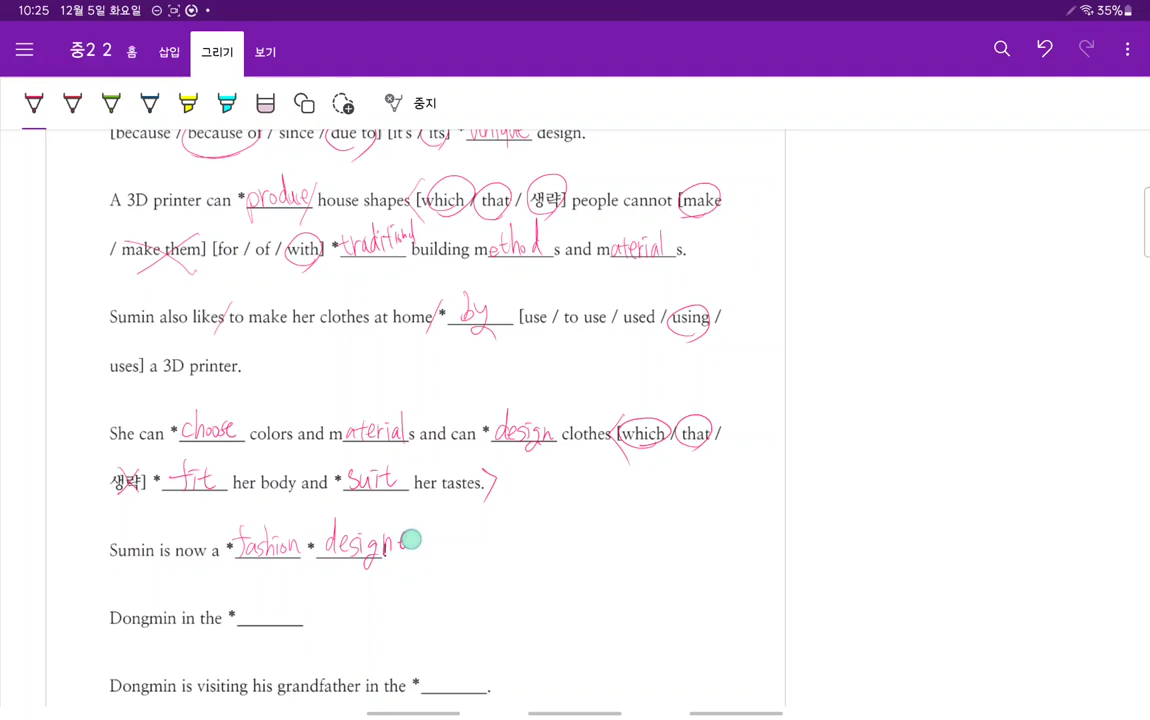 10:25 12월 5일 화요일 35%
중2 2 홈 삽입 그리기 보기
중지
[because / because of / since / due to] [it's / its] *unique design.
A 3D printer can *produe house shapes [which / that / 생략] people cannot [make
/ make them] [for / of / with] *traditional building methods and materials.
Sumin also likes to make her clothes at home *by [use / to use / used / using /
uses] a 3D printer.
She can *choose colors and materials and can *design clothes [which / that /
생략] *fit her body and *suit her tastes.
Sumin is now a *fashion *design
Dongmin in the *______
Dongmin is visiting his grandfather in the *______.